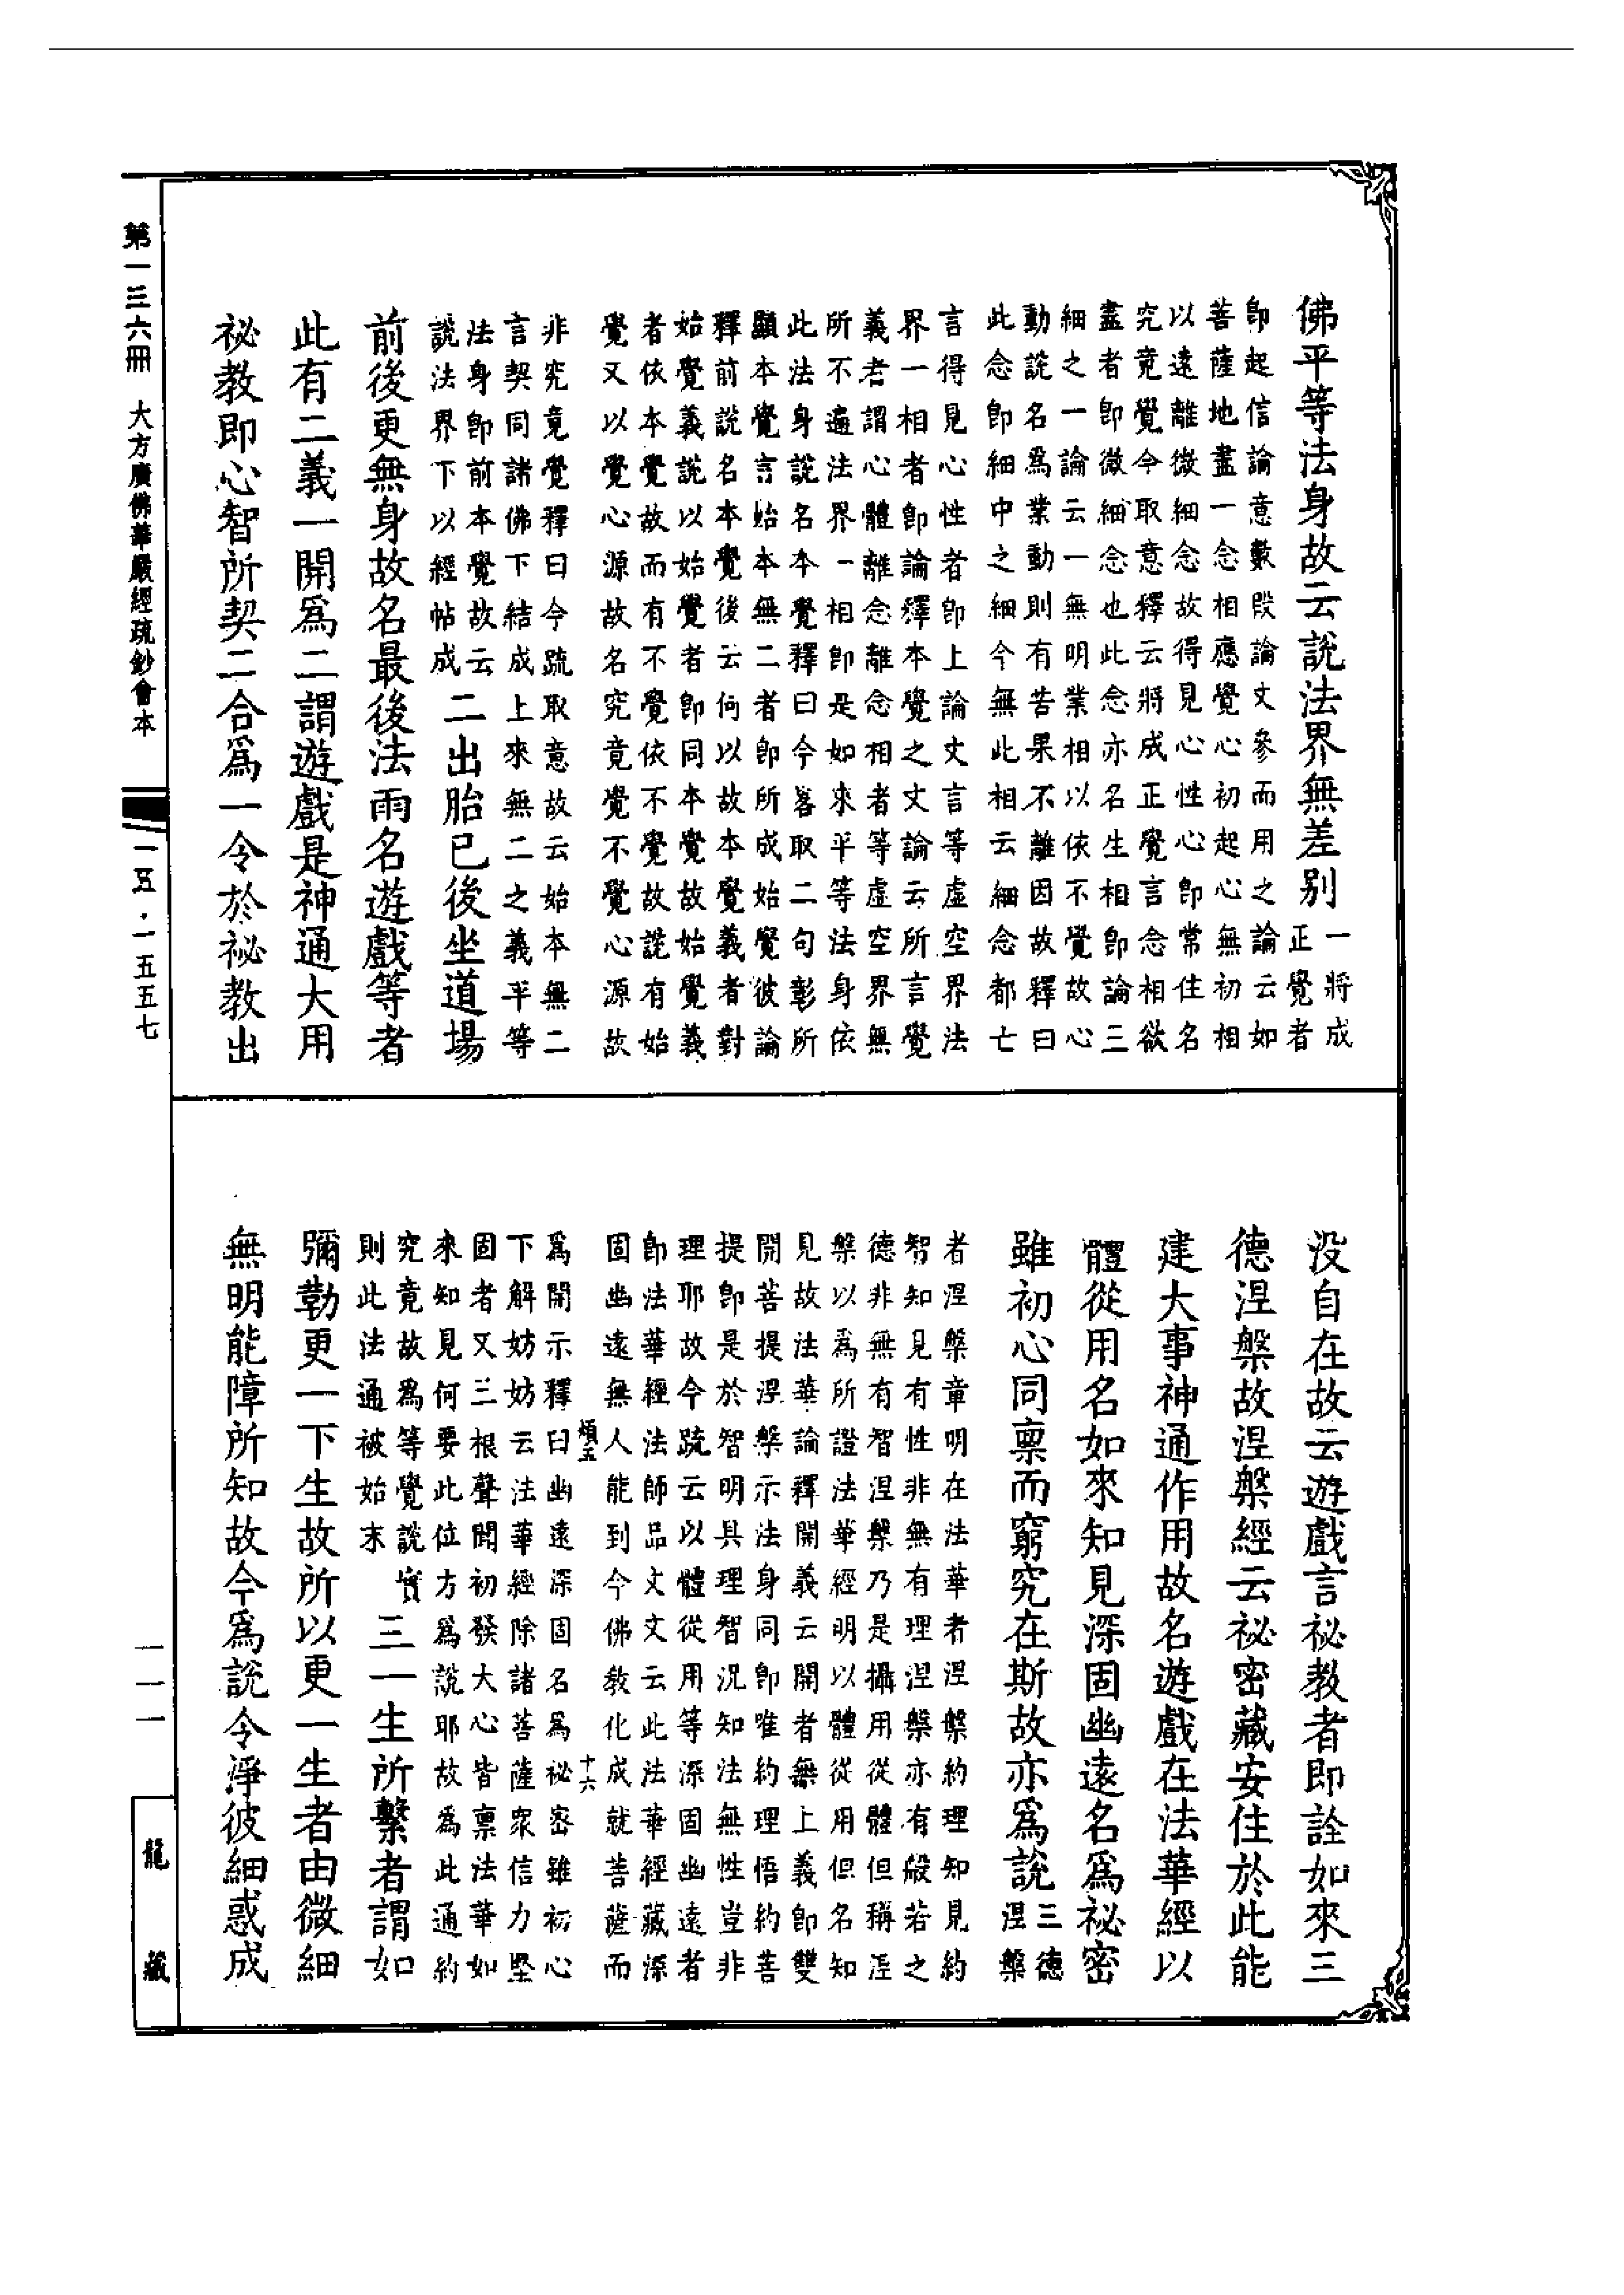 佛平等法身故云說法界無差别一將成
正覺者
即起信論意數段論文參而用之論云如
菩薩地盡一念相應覺心初起心無初相
以遠離微細念故得見心性心即常住名
究竟覺今取意釋云將成正覺言念相欲
盡者即微細念也此念亦名生相即論三
細之一論云一無明業相以依不覺故心
動說名爲業動則有苦果不離因故釋曰
此念即細中之細今無此相云細念都亡
言得見心性者即上論文言等虛空界法
界一相者即論釋本覺之文論云所言覺
義者謂心體離念離念相者等虛空界無
所不遍法界一相即是如來平等法身依
此法身說名本覺釋曰今畧取二句彰所
顯本覺言始本無二者即所成始覺彼論
釋前說名本覺後云何以故本覺義者對
始覺義說以始覺者即同本覺故始覺義
者依本覺故而有不覺依不覺故說有始
覺又以覺心源故名究竟覺不覺心源故
非究竟覺釋曰今疏取意故云始本無二
言契同諸佛下結成上來無二之義平等
法身即前本覺故云
說法界下以經帖成二出胎已後坐道場
前後更無身故名最後法雨名遊戲等者
此有二義一開爲二謂遊戲是神通大用
祕教即心智所契二合爲一令於祕教出
没自在故云遊戲言祕教者即詮如來三
德涅槃故涅槃經云祕密藏安住於此能
建大事神通作用故名遊戲在法華經以
體從用名如來知見深固幽遠名爲祕密
雖初心同禀而窮究在斯故亦爲說三德
涅槃
者涅槃章明在法華者涅槃約理知見約
智知見有性非無有理涅槃亦有般若之
德非無有智涅槃乃是攝用從體但稱涅
槃以爲所證法華經明以體從用但名知
見故法華論釋開義云開者無上義即雙
開菩提涅槃示法身同即唯約理悟約菩
提即是於智明具理智況知法無性豈非
理耶故今疏云以體從用等深固幽遠者
即法華經法師品文文云此法華經藏深
固幽遠無人能到今佛教化成就菩薩而
煩五
十六
爲開示釋曰幽遠深固名爲祕密雖初心
下解妨妨云法華經除諸菩薩衆信力堅
固者又三根聲聞初發大心皆禀法華如
來知見何要此位方爲說耶故爲此通約
究竟故爲等覺說實
則此法通被始末三一生所繫者謂如
彌勒更一下生故所以更一生者由微細
無明能障所知故今爲說令淨彼細惑成
第一三六冊 大方廣佛華嚴經疏鈔會本
一五五·一五五七
一一一
龍藏